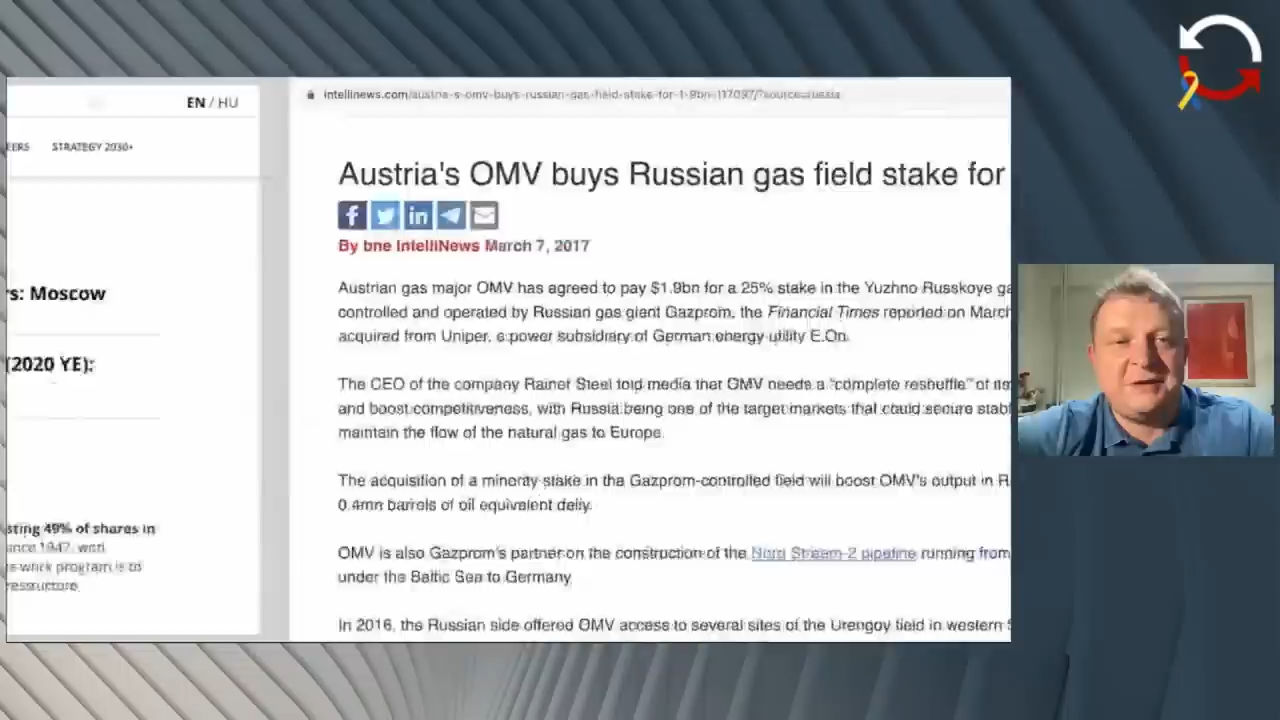 EN / HU
EERS STRATEGY 2030+
rs: Moscow
(2020 YE):
sting 49% of shares in
ince 1947, well
s work program is to
restructure
intellinews.com/austria-s-omv-buys-russian-gas-field-stake-for-1-9bn-117097/?source=russia
Austria's OMV buys Russian gas field stake for
By bne IntelliNews March 7, 2017
Austrian gas major OMV has agreed to pay $1.9bn for a 25% stake in the Yuzhno Russkoye ga
controlled and operated by Russian gas giant Gazprom, the Financial Times reported on March
acquired from Uniper, a power subsidiary of German energy utility E.On.
The CEO of the company Rainer Steel told media that OMV needs a "complete reshuffle" of its
and boost competitiveness, with Russia being one of the target markets that could secure stabl
maintain the flow of the natural gas to Europe.
The acquisition of a minority stake in the Gazprom-controlled field will boost OMV's output in R
0.4mn barrels of oil equivalent daily.
OMV is also Gazprom's partner on the construction of the Nord Stream-2 pipeline running from
under the Baltic Sea to Germany
In 2016, the Russian side offered OMV access to several sites of the Urengoy field in western S